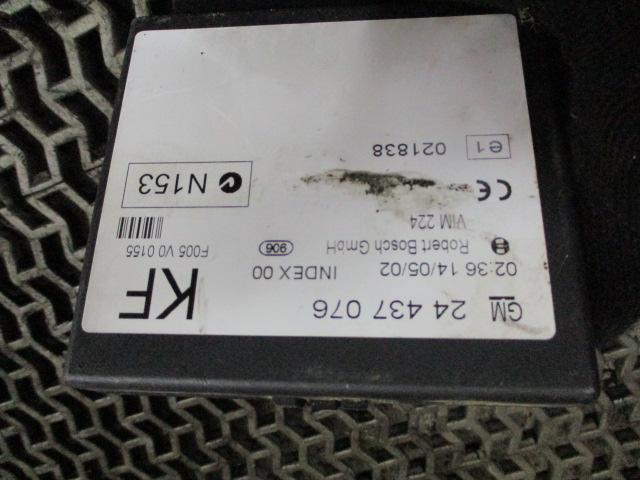 GM 24 437 076 KF
02:36 14/05/02 INDEX 00
Robert Bosch GmbH 906 F005 V0 0155
VIM 224
CE N153
e1 021838